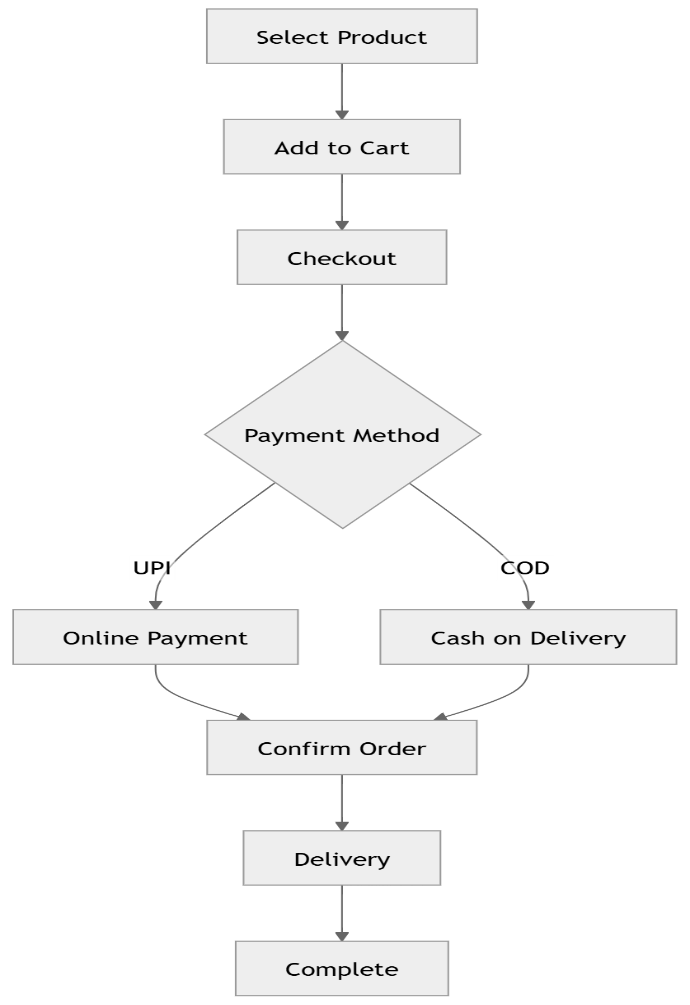 Select Product
Add to Cart
Checkout
Payment Method
UPI
COD
Online Payment
Cash on Delivery
Confirm Order
Delivery
Complete